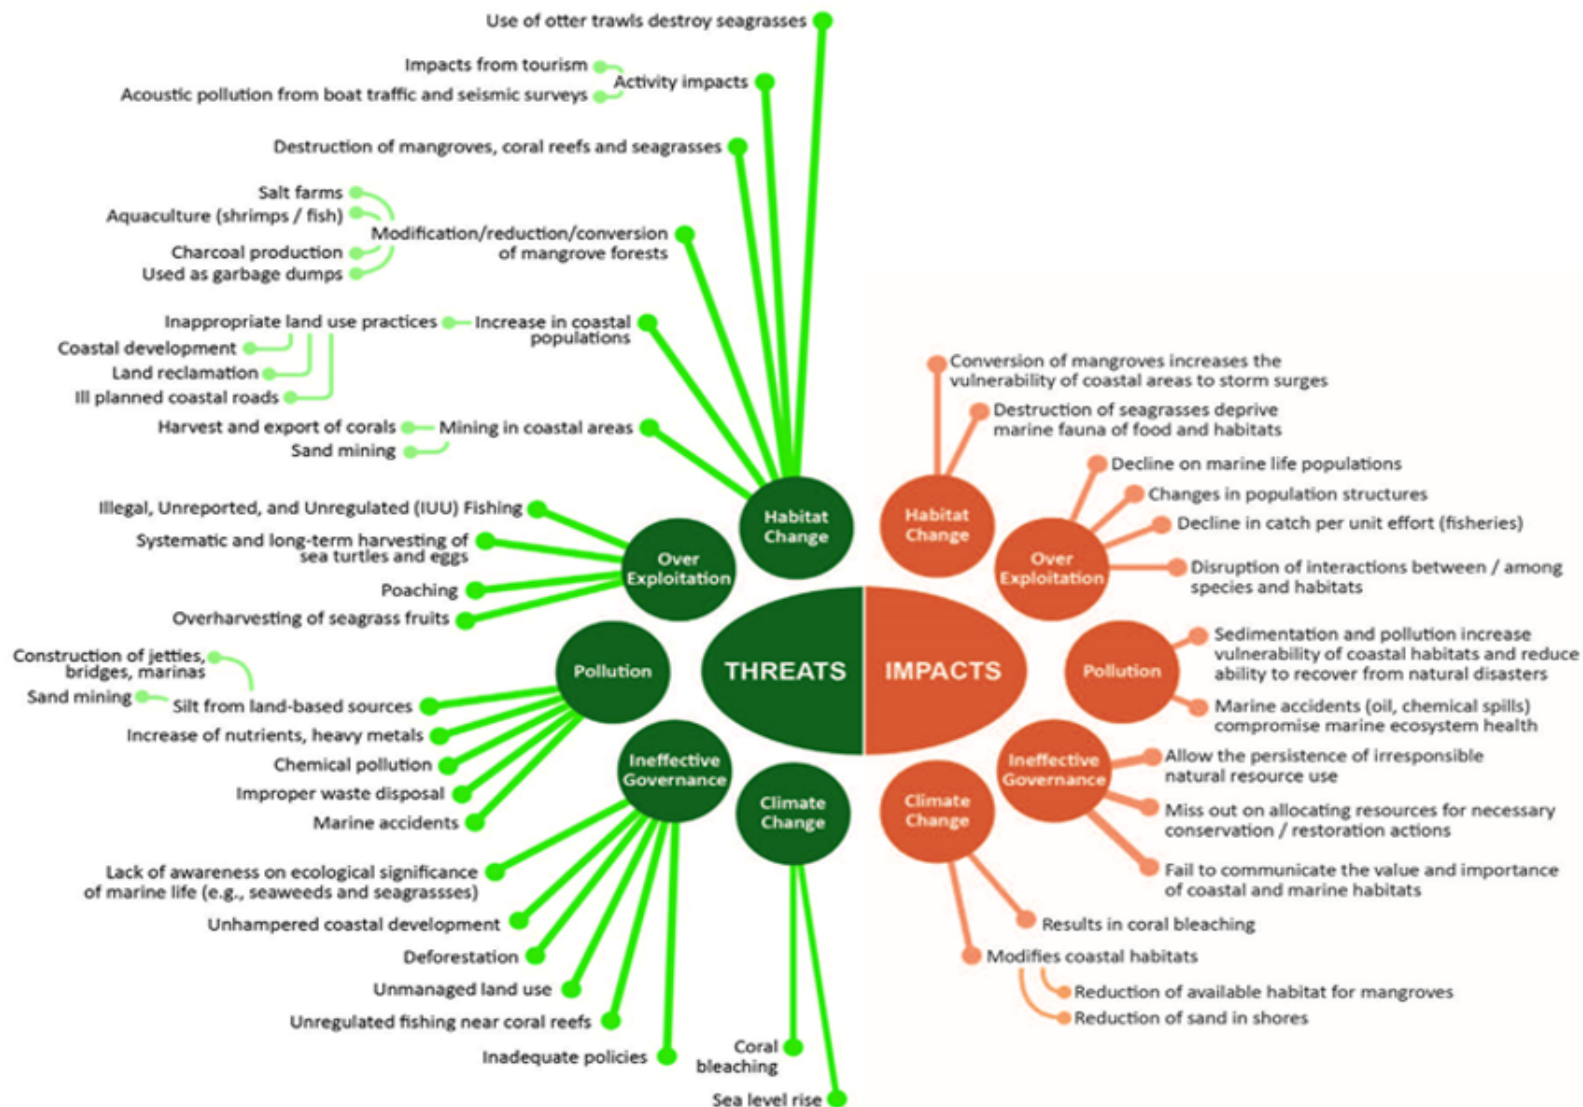 Use of otter trawls destroy seagrasses
Impacts from tourism
Activity impacts
Acoustic pollution from boat traffic and seismic surveys
Destruction of mangroves, coral reefs and seagrasses
Salt farms
Aquaculture (shrimps / fish)
Modification/reduction/conversion
of mangrove forests
Charcoal production
Used as garbage dumps
Inappropriate land use practices
Increase in coastal
populations
Coastal development
Land reclamation
Ill planned coastal roads
Harvest and export of corals
Mining in coastal areas
Sand mining
Habitat
Change
Illegal, Unreported, and Unregulated (IUU) Fishing
Systematic and long-term harvesting of
sea turtles and eggs
Poaching
Overharvesting of seagrass fruits
Over
Exploitation
Construction of jetties,
bridges, marinas
Sand mining
Silt from land-based sources
Increase of nutrients, heavy metals
Chemical pollution
Improper waste disposal
Marine accidents
Pollution
Ineffective
Governance
Lack of awareness on ecological significance
of marine life (e.g., seaweeds and seagrassses)
Unhampered coastal development
Deforestation
Unmanaged land use
Unregulated fishing near coral reefs
Inadequate policies
Climate
Change
Coral
bleaching
Sea level rise
THREATS
IMPACTS
Conversion of mangroves increases the
vulnerability of coastal areas to storm surges
Destruction of seagrasses deprive
marine fauna of food and habitats
Habitat
Change
Decline on marine life populations
Changes in population structures
Decline in catch per unit effort (fisheries)
Disruption of interactions between / among
species and habitats
Over
Exploitation
Sedimentation and pollution increase
vulnerability of coastal habitats and reduce
ability to recover from natural disasters
Marine accidents (oil, chemical spills)
compromise marine ecosystem health
Pollution
Ineffective
Governance
Allow the persistence of irresponsible
natural resource use
Miss out on allocating resources for necessary
conservation / restoration actions
Fail to communicate the value and importance
of coastal and marine habitats
Climate
Change
Results in coral bleaching
Modifies coastal habitats
Reduction of available habitat for mangroves
Reduction of sand in shores